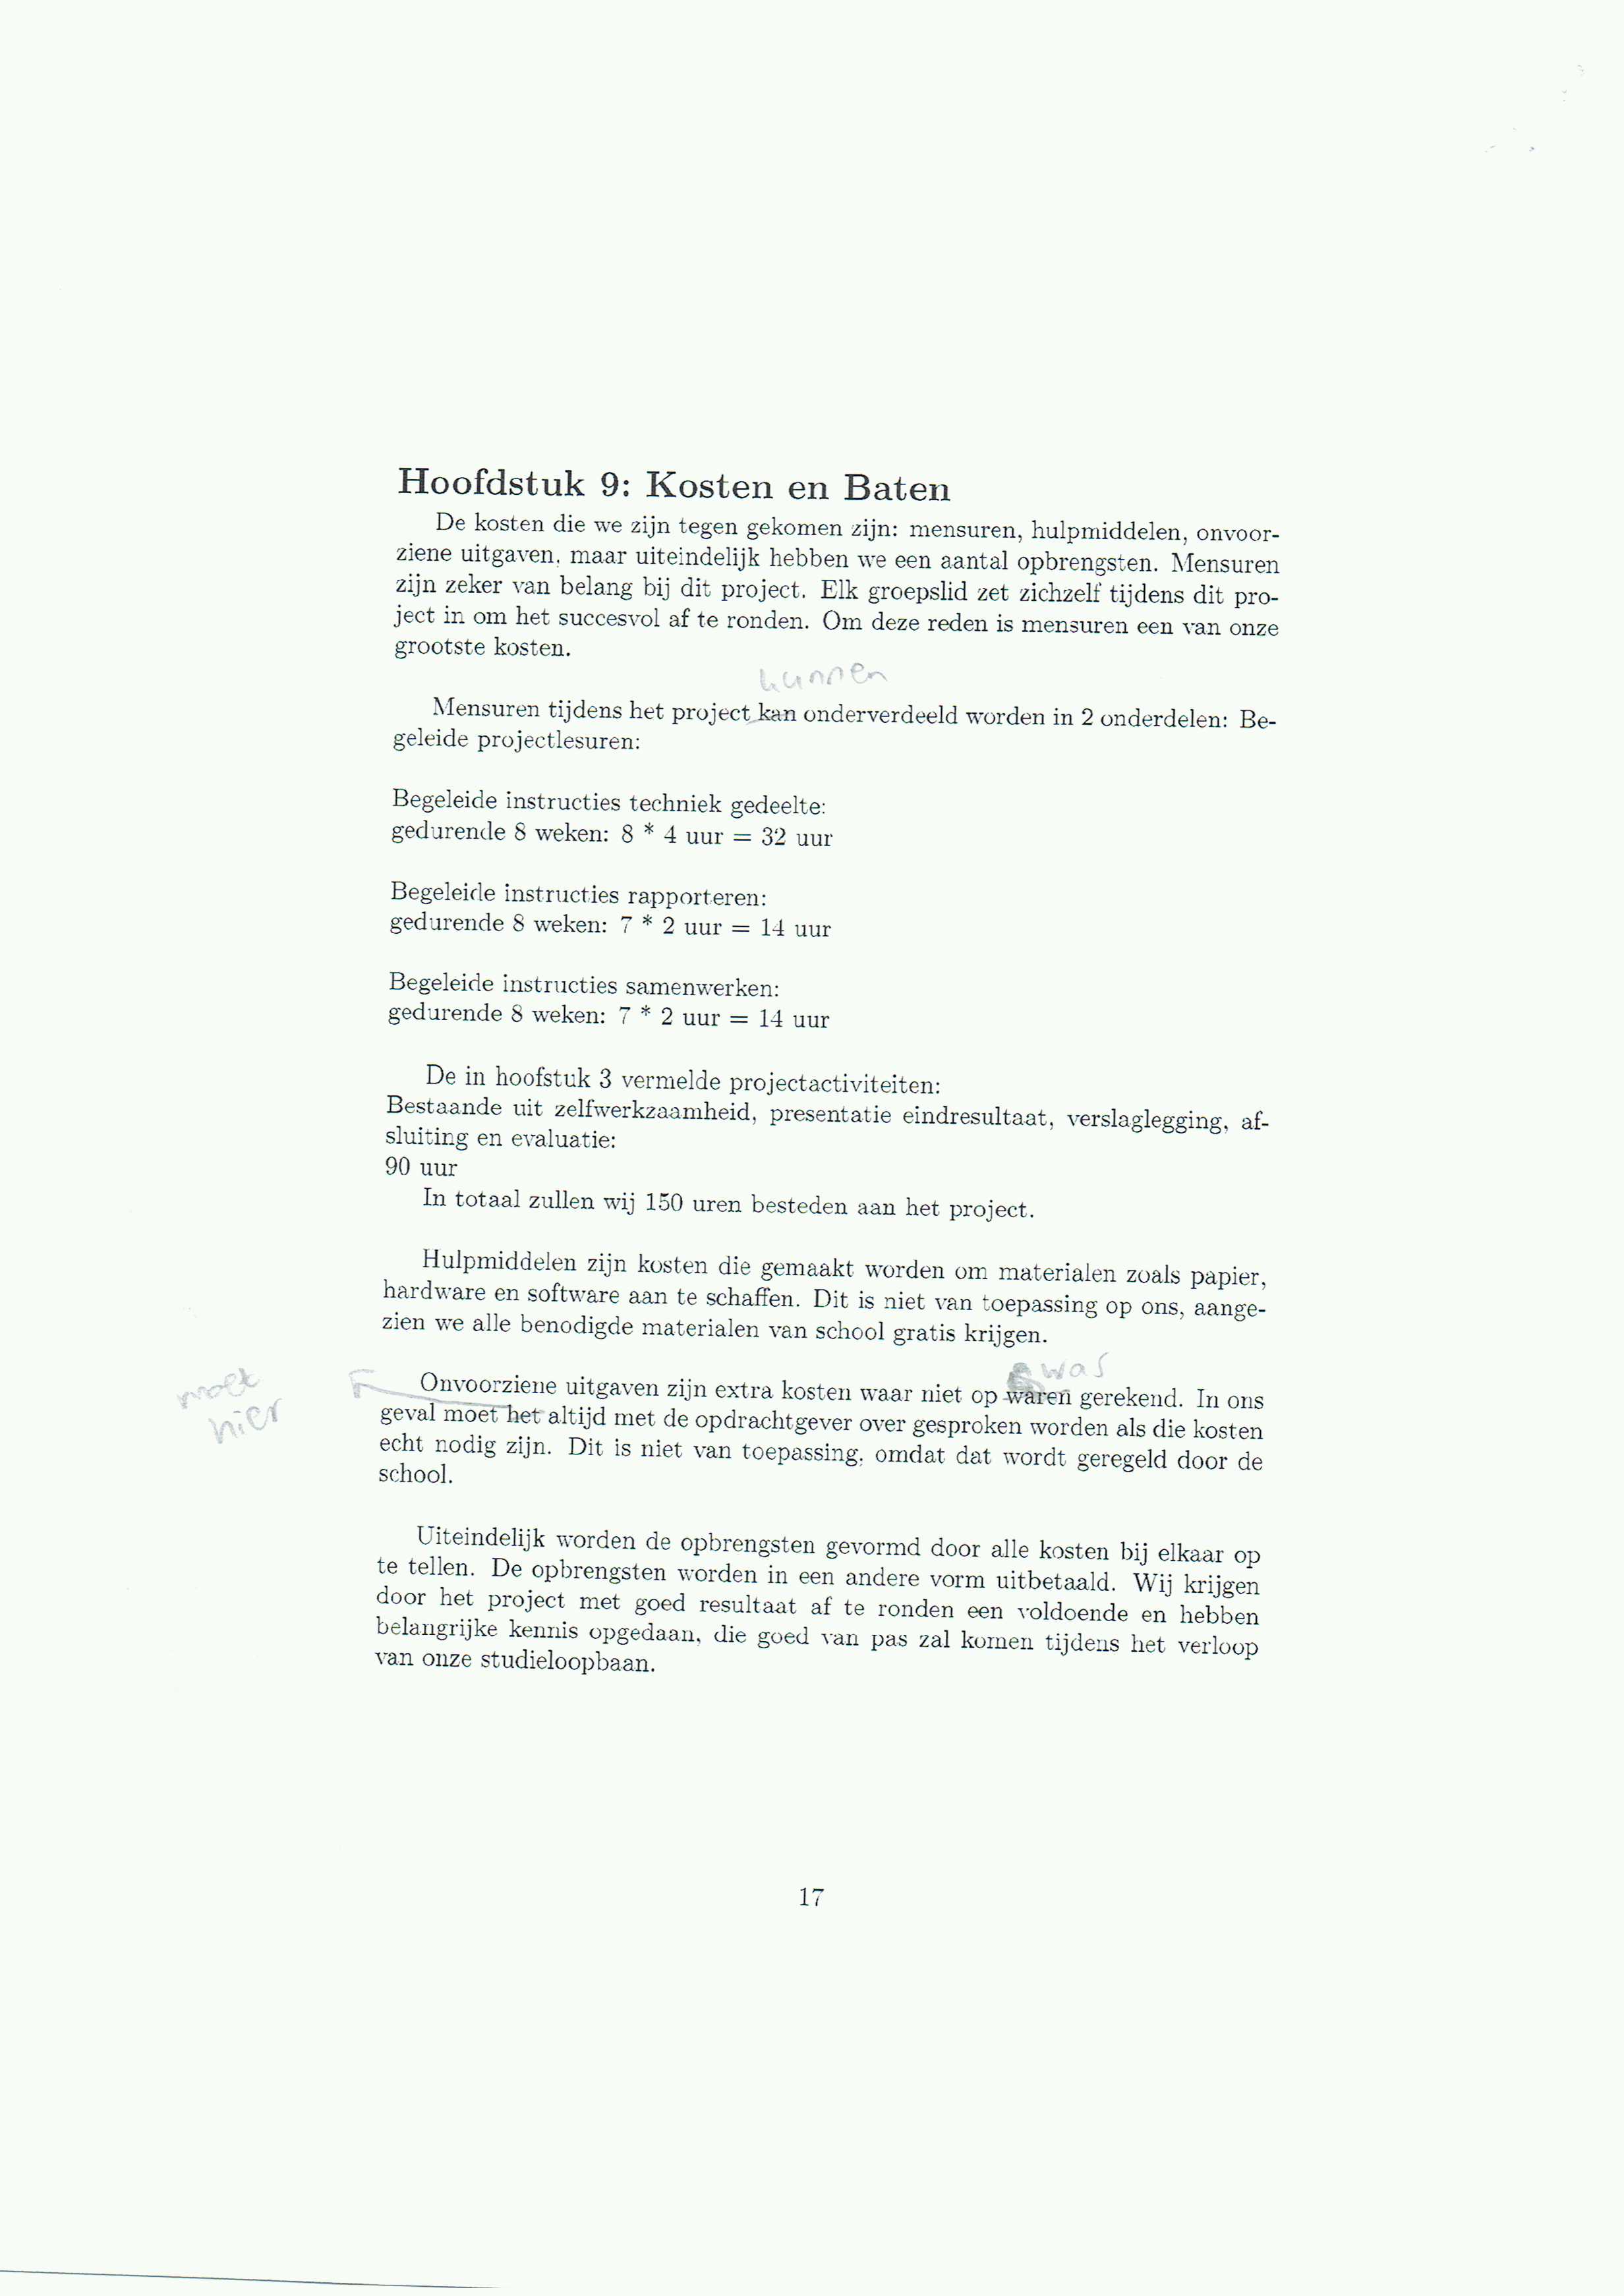 Hoofdstuk 9: Kosten en Baten
De kosten die we zijn tegen gekomen zijn: mensuren, hulpmiddelen, onvoor-
ziene uitgaven, maar uiteindelijk hebben we een aantal opbrengsten. Mensuren
zijn zeker van belang bij dit project. Elk groepslid zet zichzelf tijdens dit pro-
ject in om het succesvol af te ronden. Om deze reden is mensuren een van onze
grootste kosten.
kunnen
Mensuren tijdens het project kan onderverdeeld worden in 2 onderdelen: Be-
geleide projectlesuren:
Begeleide instructies techniek gedeelte:
gedurende 8 weken: 8 * 4 uur = 32 uur
Begeleide instructies rapporteren:
gedurende 8 weken: 7 * 2 uur = 14 uur
Begeleide instructies samenwerken:
gedurende 8 weken: 7 * 2 uur = 14 uur
De in hoofstuk 3 vermelde projectactiviteiten:
Bestaande uit zelfwerkzaamheid, presentatie eindresultaat, verslaglegging, af-
sluiting en evaluatie:
90 uur
In totaal zullen wij 150 uren besteden aan het project.
Hulpmiddelen zijn kosten die gemaakt worden om materialen zoals papier,
hardware en software aan te schaffen. Dit is niet van toepassing op ons, aange-
zien we alle benodigde materialen van school gratis krijgen.
was
moet
hier
Onvoorziene uitgaven zijn extra kosten waar niet op waren gerekend. In ons
geval moet het altijd met de opdrachtgever over gesproken worden als die kosten
echt nodig zijn. Dit is niet van toepassing, omdat dat wordt geregeld door de
school.
Uiteindelijk worden de opbrengsten gevormd door alle kosten bij elkaar op
te tellen. De opbrengsten worden in een andere vorm uitbetaald. Wij krijgen
door het project met goed resultaat af te ronden een voldoende en hebben
belangrijke kennis opgedaan, die goed van pas zal komen tijdens het verloop
van onze studieloopbaan.
17